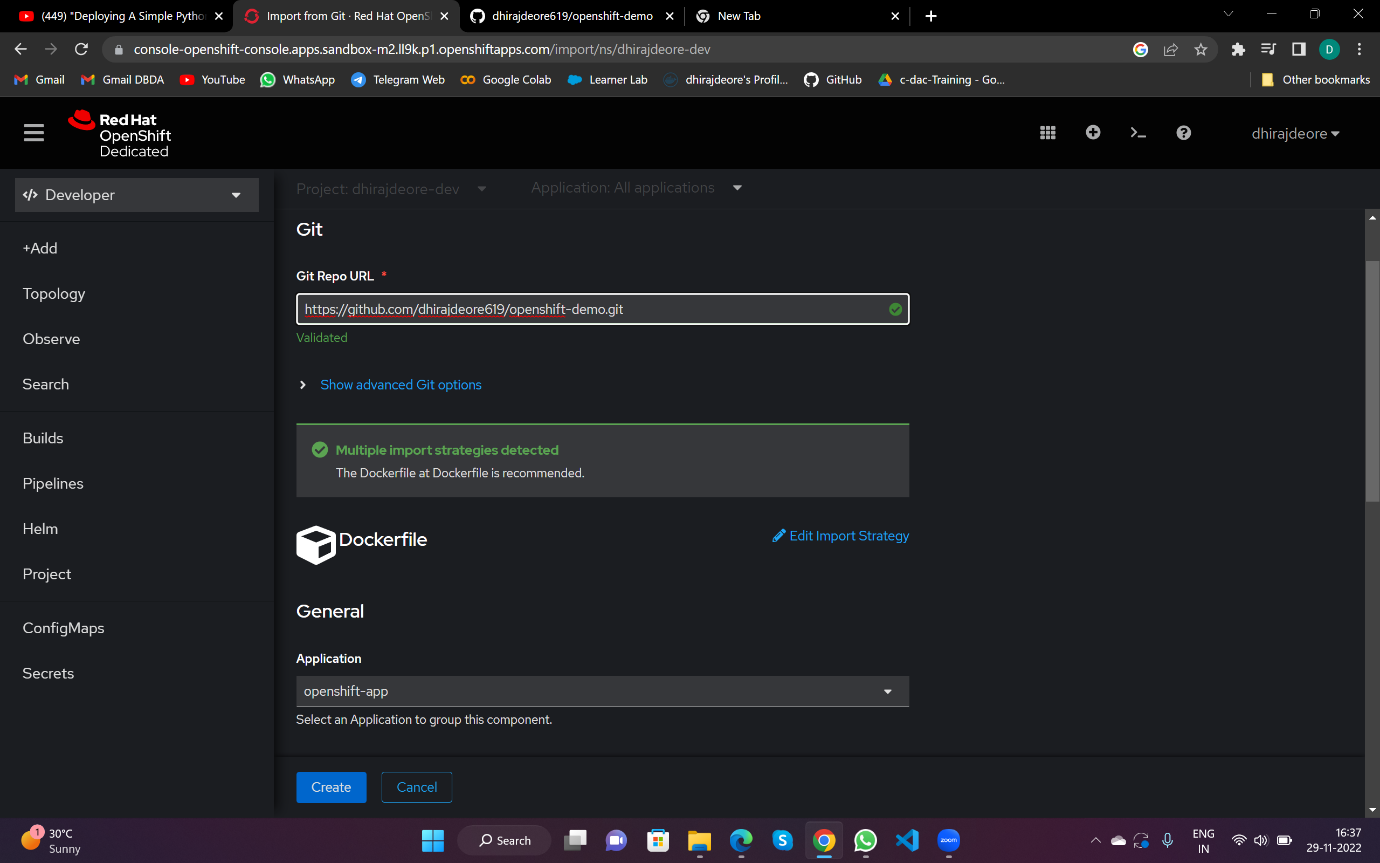 (449) "Deploying A Simple Pytho
Import from Git · Red Hat OpenSl
dhirajdeore619/openshift-demo
New Tab
console-openshift-console.apps.sandbox-m2.ll9k.p1.openshiftapps.com/import/ns/dhirajdeore-dev
D
Gmail
Gmail DBDA
YouTube
WhatsApp
Telegram Web
Google Colab
Learner Lab
dhirajdeore's Profil...
GitHub
c-dac-Training - Go...
Other bookmarks
Red Hat
OpenShift
Dedicated
dhirajdeore
Developer
Project: dhirajdeore-dev
Application: All applications
+Add
Topology
Observe
Search
Builds
Pipelines
Helm
Project
ConfigMaps
Secrets
Git
Git Repo URL *
https://github.com/dhirajdeore619/openshift-demo.git
Validated
Show advanced Git options
Multiple import strategies detected
The Dockerfile at Dockerfile is recommended.
Dockerfile
Edit Import Strategy
General
Application
openshift-app
Select an Application to group this component.
Create
Cancel
1
30°C
Sunny
Search
zoom
ENG
IN
16:37
29-11-2022